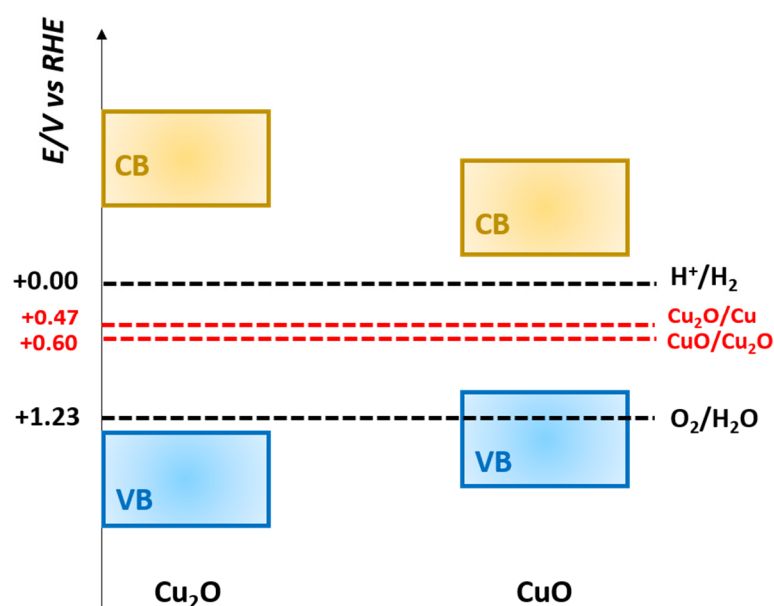 E/V vs RHE
CB
CB
+0.00
H⁺/H₂
+0.47
Cu₂O/Cu
+0.60
CuO/Cu₂O
+1.23
O₂/H₂O
VB
VB
Cu₂O
CuO